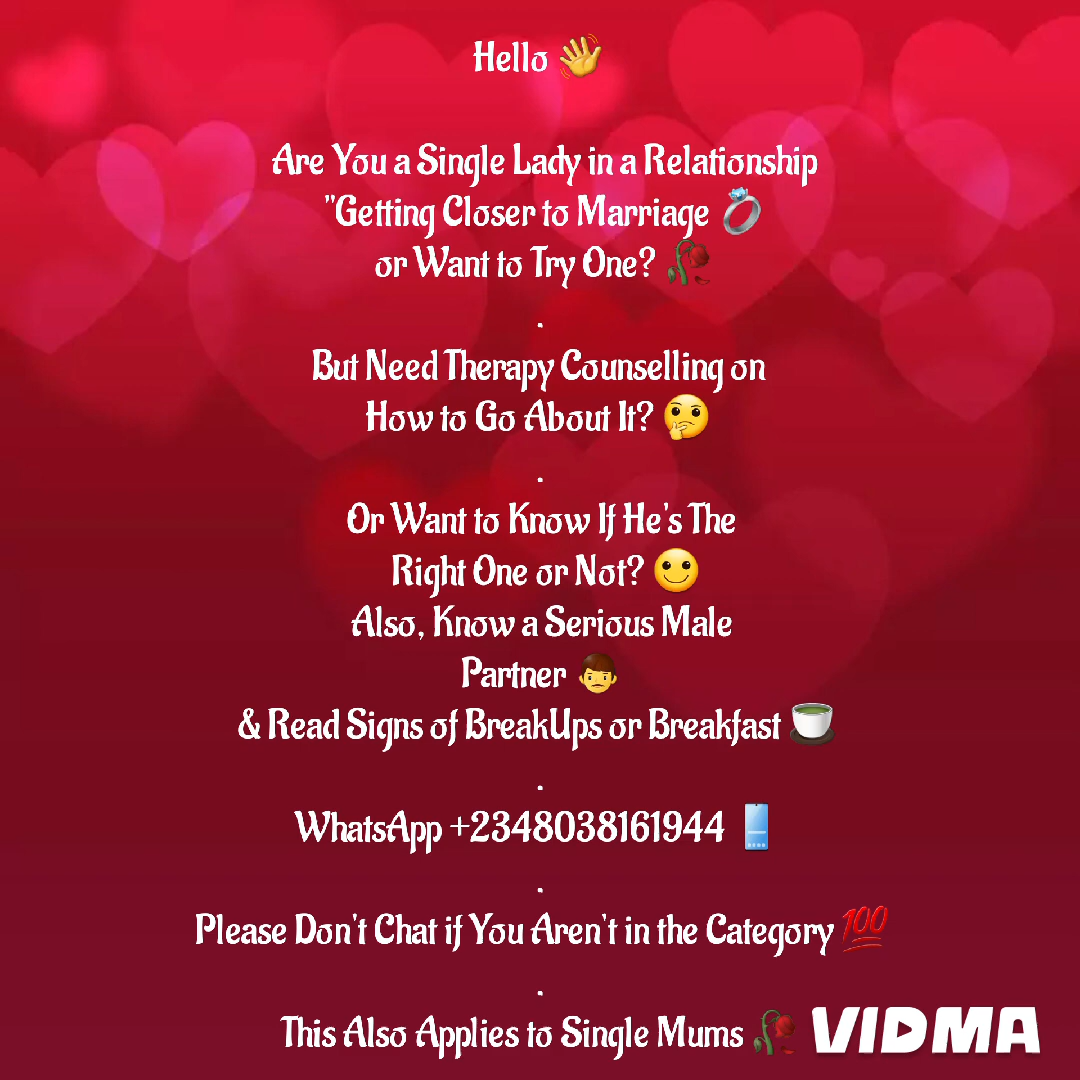 Hello 👋
Are You a Single Lady in a Relationship
"Getting Closer to Marriage 💍
or Want to Try One? 🥀
.
But Need Therapy Counselling on
How to Go About It? 🤔
.
Or Want to Know If He's The
Right One or Not? 🙂
Also, Know a Serious Male
Partner 🙎‍♂️
& Read Signs of BreakUps or Breakfast 🍵
.
WhatsApp +2348038161944 📱
.
Please Don't Chat if You Aren't in the Category 💯
.
This Also Applies to Single Mums 🥀
VIDMA